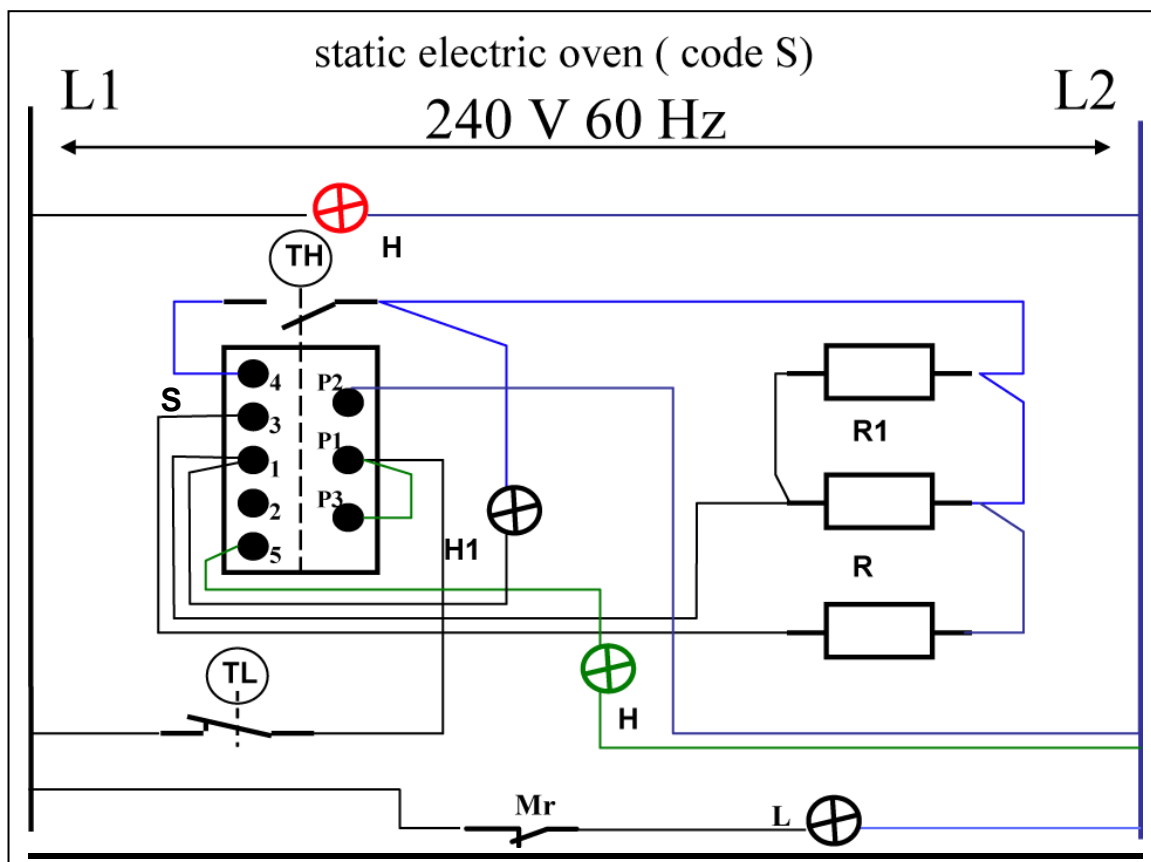 static electric oven ( code S)
L1
L2
240 V 60 Hz
H
TH
4
P2
S
3
R1
P1
1
P3
2
H1
5
R
TL
H
Mr
L